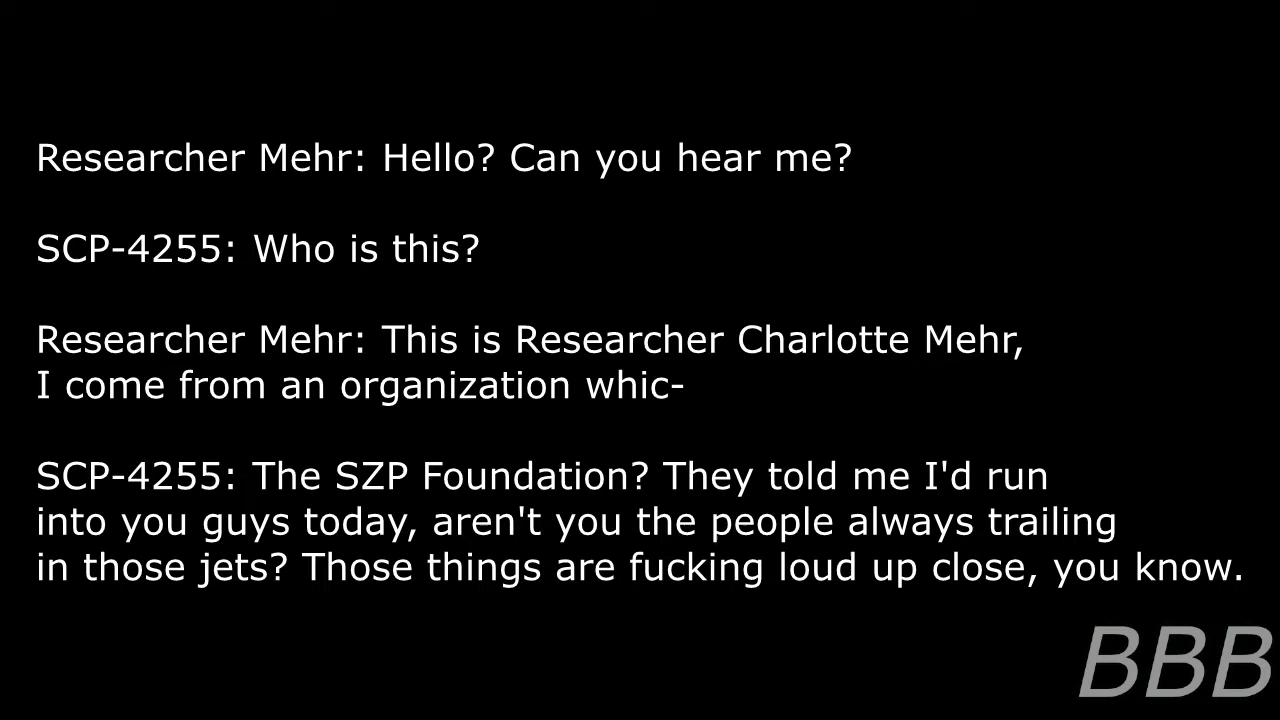 Researcher Mehr: Hello? Can you hear me?
SCP-4255: Who is this?
Researcher Mehr: This is Researcher Charlotte Mehr,
I come from an organization whic-
SCP-4255: The SZP Foundation? They told me I'd run
into you guys today, aren't you the people always trailing
in those jets? Those things are fucking loud up close, you know.
BBB